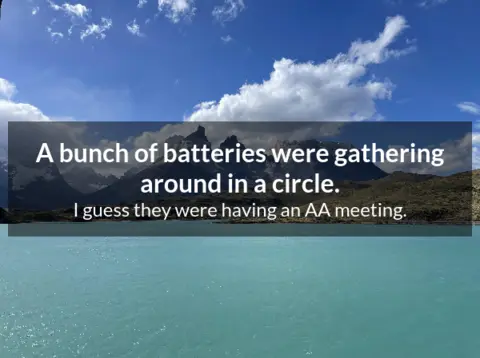 A bunch of batteries were gathering
around in a circle.
I guess they were having an AA meeting.